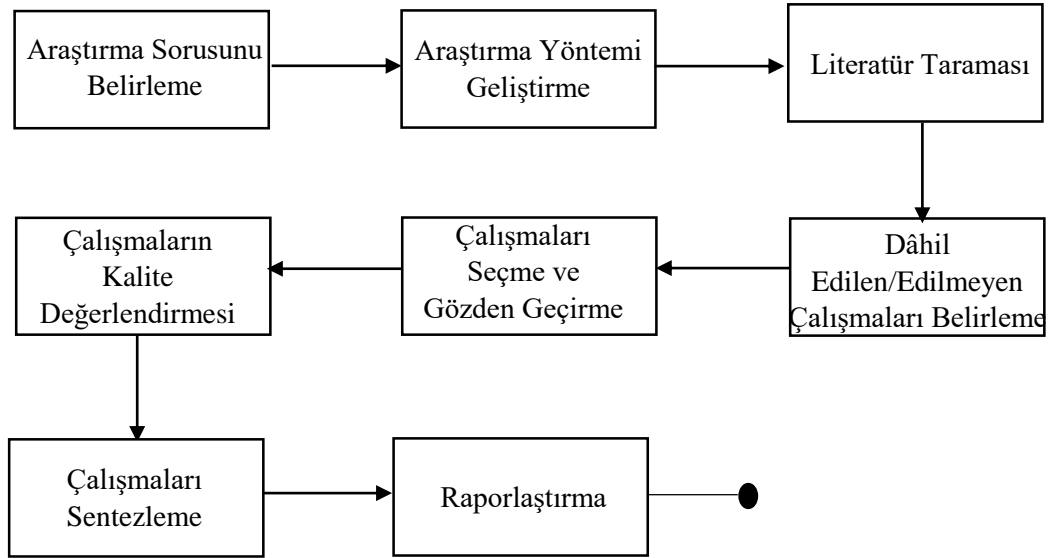 Araştırma Sorusunu
Belirleme
Araştırma Yöntemi
Geliştirme
Literatür Taraması
Dâhil
Edilen/Edilmeyen
Çalışmaları Belirleme
Çalışmaları
Seçme ve
Gözden Geçirme
Çalışmaların
Kalite
Değerlendirmesi
Çalışmaları
Sentezleme
Raporlaştırma